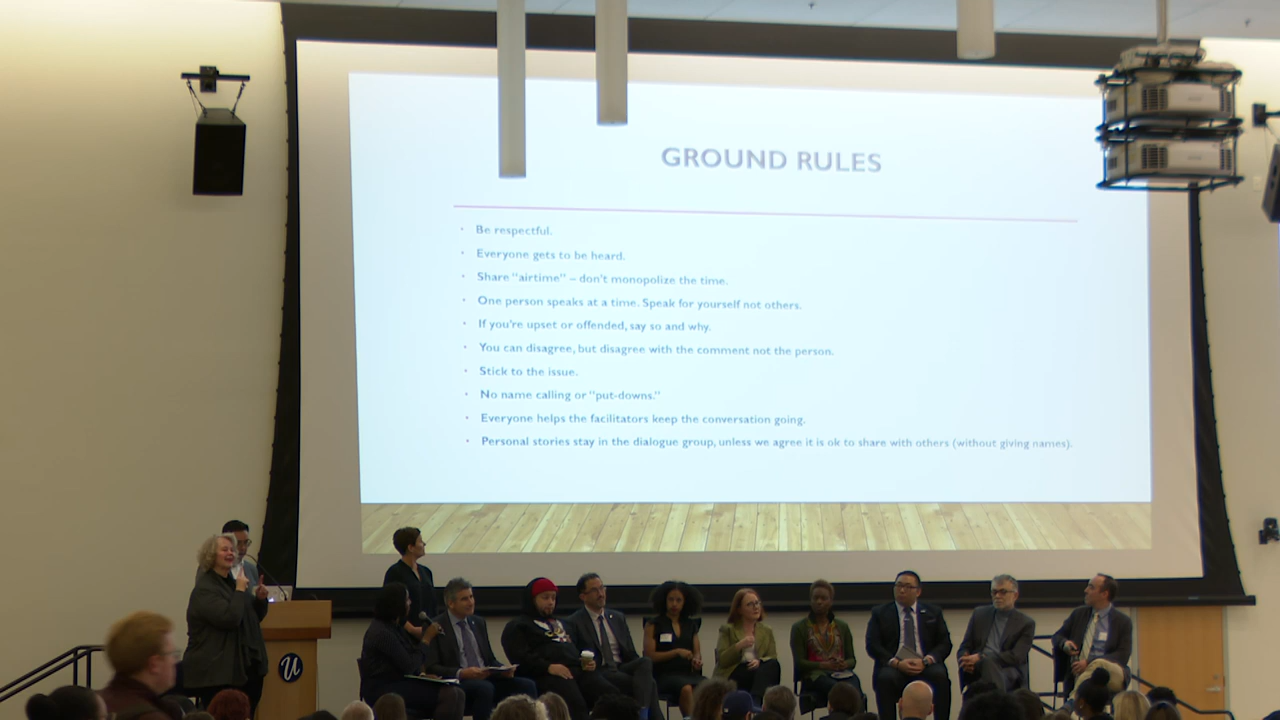 GROUND RULES
• Be respectful.
• Everyone gets to be heard.
• Share "airtime" – don't monopolize the time.
• One person speaks at a time. Speak for yourself not others.
• If you're upset or offended, say so and why.
• You can disagree, but disagree with the comment not the person.
• Stick to the issue.
• No name calling or "put-downs."
• Everyone helps the facilitators keep the conversation going.
• Personal stories stay in the dialogue group, unless we agree it is ok to share with others (without giving names).
U